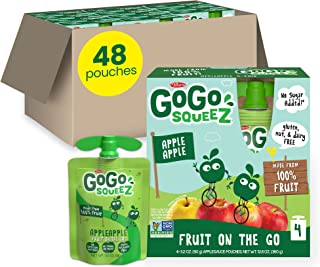 48
pouches
GOGO
SQUEEZ
APPLE
APPLE
No Sugar
Added!
gluten,
nut, & dairy
FREE
MADE FROM
100%
FRUIT
FRUIT ON THE GO
4
GOGO
SQUEEZ
APPLEAPPLE